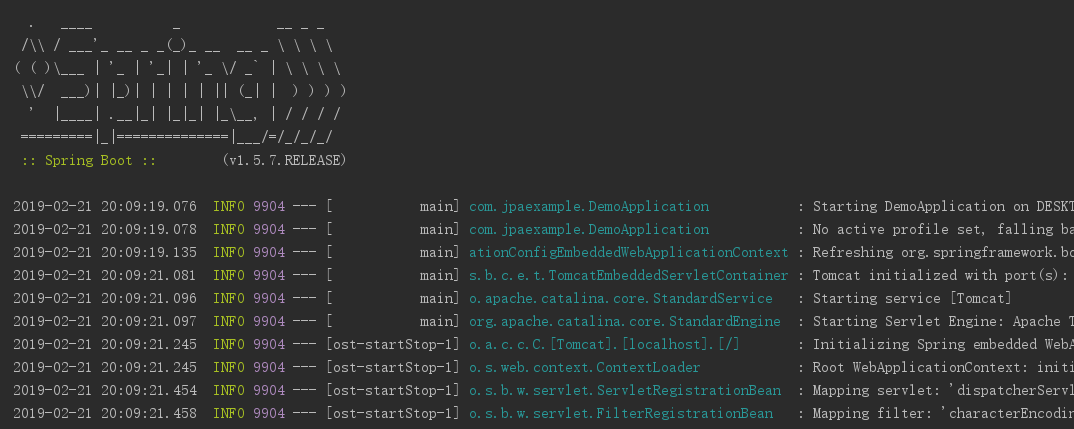 .   ____          _            __ _ _
 /\\ / ___'_ __ _ _(_)_ __  __ _ \ \ \ \
( ( )\___ | '_ | '_| | '_ \/ _` | \ \ \ \
 \\/  ___)| |_)| | | | | || (_| |  ) ) ) )
  '  |____| .__|_| |_|_| |_\__, | / / / /
 =========|_|==============|___/=/_/_/_/
 :: Spring Boot ::        (v1.5.7.RELEASE)
2019-02-21 20:09:19.076  INFO 9904 --- [           main] com.jpaexample.DemoApplication           : Starting DemoApplication on DESKT
2019-02-21 20:09:19.078  INFO 9904 --- [           main] com.jpaexample.DemoApplication           : No active profile set, falling ba
2019-02-21 20:09:19.135  INFO 9904 --- [           main] ationConfigEmbeddedWebApplicationContext : Refreshing org.springframework.bo
2019-02-21 20:09:21.081  INFO 9904 --- [           main] s.b.c.e.t.TomcatEmbeddedServletContainer : Tomcat initialized with port(s):
2019-02-21 20:09:21.096  INFO 9904 --- [           main] o.apache.catalina.core.StandardService   : Starting service [Tomcat]
2019-02-21 20:09:21.097  INFO 9904 --- [           main] org.apache.catalina.core.StandardEngine  : Starting Servlet Engine: Apache T
2019-02-21 20:09:21.245  INFO 9904 --- [ost-startStop-1] o.a.c.c.C.[Tomcat].[localhost].[/]       : Initializing Spring embedded WebA
2019-02-21 20:09:21.245  INFO 9904 --- [ost-startStop-1] o.s.web.context.ContextLoader            : Root WebApplicationContext: initi
2019-02-21 20:09:21.454  INFO 9904 --- [ost-startStop-1] o.s.b.w.servlet.ServletRegistrationBean  : Mapping servlet: 'dispatcherServl
2019-02-21 20:09:21.458  INFO 9904 --- [ost-startStop-1] o.s.b.w.servlet.FilterRegistrationBean   : Mapping filter: 'characterEncodin